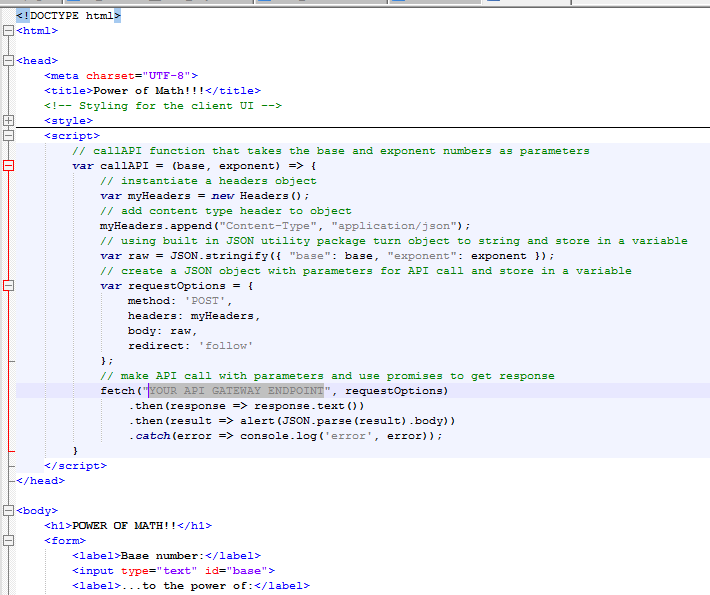 <!DOCTYPE html>
<html>
<head>
<meta charset="UTF-8">
<title>Power of Math!!!</title>
<!-- Styling for the client UI -->
<style>
<script>
// callAPI function that takes the base and exponent numbers as parameters
var callAPI = (base, exponent) => {
// instantiate a headers object
var myHeaders = new Headers();
// add content type header to object
myHeaders.append("Content-Type", "application/json");
// using built in JSON utility package turn object to string and store in a variable
var raw = JSON.stringify({ "base": base, "exponent": exponent });
// create a JSON object with parameters for API call and store in a variable
var requestOptions = {
method: 'POST',
headers: myHeaders,
body: raw,
redirect: 'follow'
};
// make API call with parameters and use promises to get response
fetch("YOUR API GATEWAY ENDPOINT", requestOptions)
.then(response => response.text())
.then(result => alert(JSON.parse(result).body))
.catch(error => console.log('error', error));
}
</script>
</head>
<body>
<h1>POWER OF MATH!!</h1>
<form>
<label>Base number:</label>
<input type="text" id="base">
<label>...to the power of:</label>